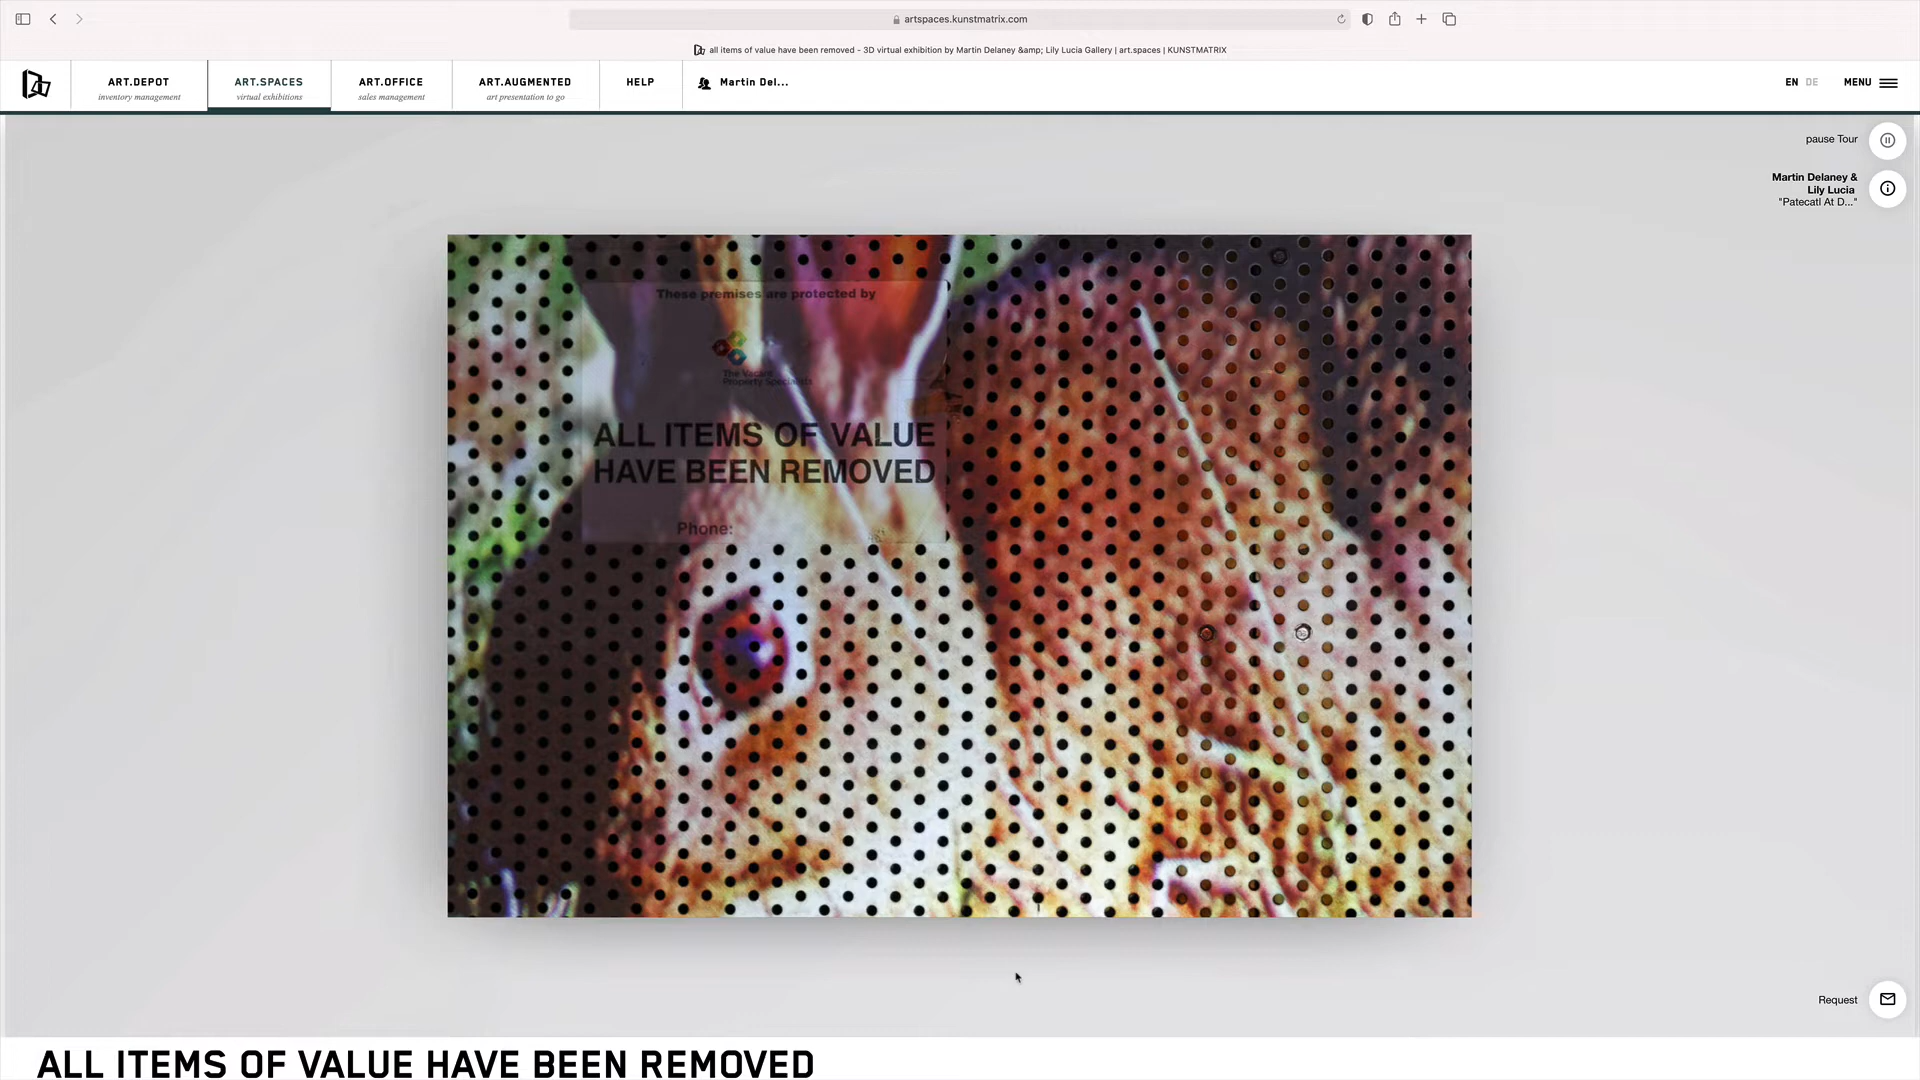 artspaces.kunstmatrix.com
all items of value have been removed - 3D virtual exhibition by Martin Delaney &amp; Lily Lucia Gallery | art.spaces | KUNSTMATRIX
ART.DEPOT
inventory management
ART.SPACES
virtual exhibitions
ART.OFFICE
sales management
ART.AUGMENTED
art presentation to go
HELP
Martin Del...
EN DE
MENU
pause Tour
Martin Delaney &
Lily Lucia
"Patecatl At D..."
These premises are protected by
The Vacant
Property Specialists
ALL ITEMS OF VALUE
HAVE BEEN REMOVED
Phone:
Request
ALL ITEMS OF VALUE HAVE BEEN REMOVED